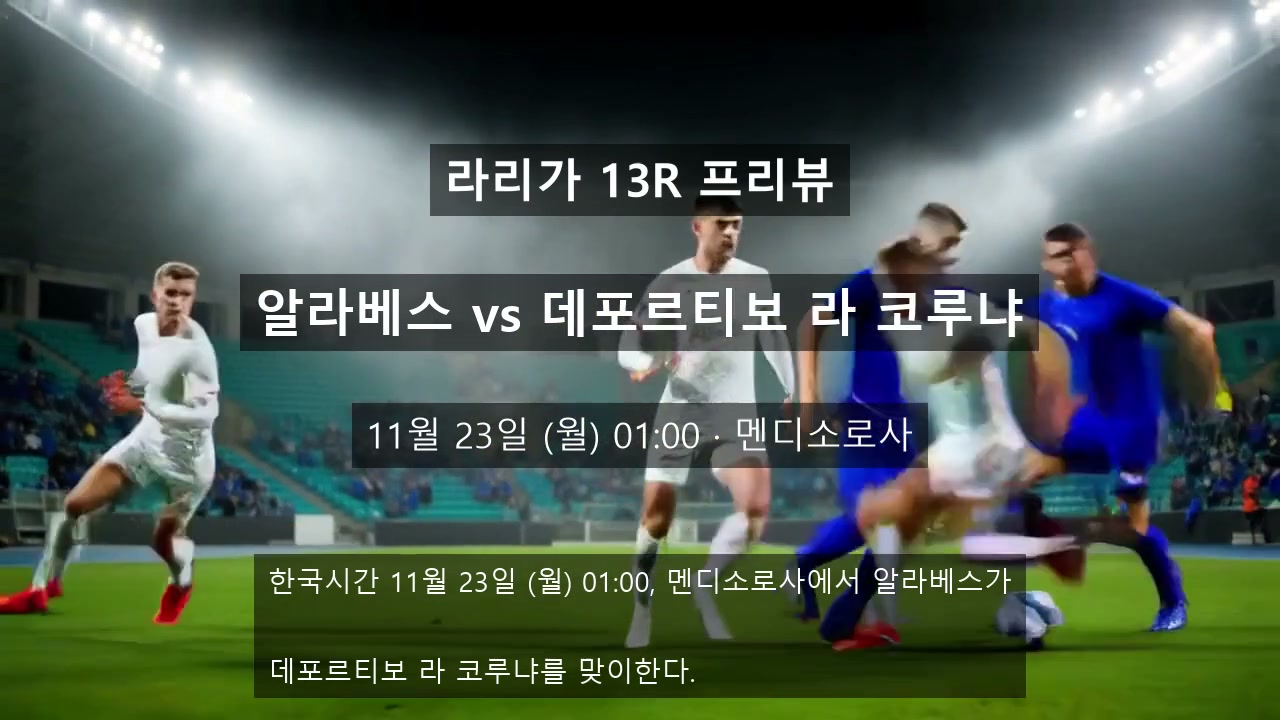 라리가 13R 프리뷰
알라베스 vs 데포르티보 라 코루냐
11월 23일 (월) 01:00 · 멘디소로사
한국시간 11월 23일 (월) 01:00, 멘디소로사에서 알라베스가
데포르티보 라 코루냐를 맞이한다.